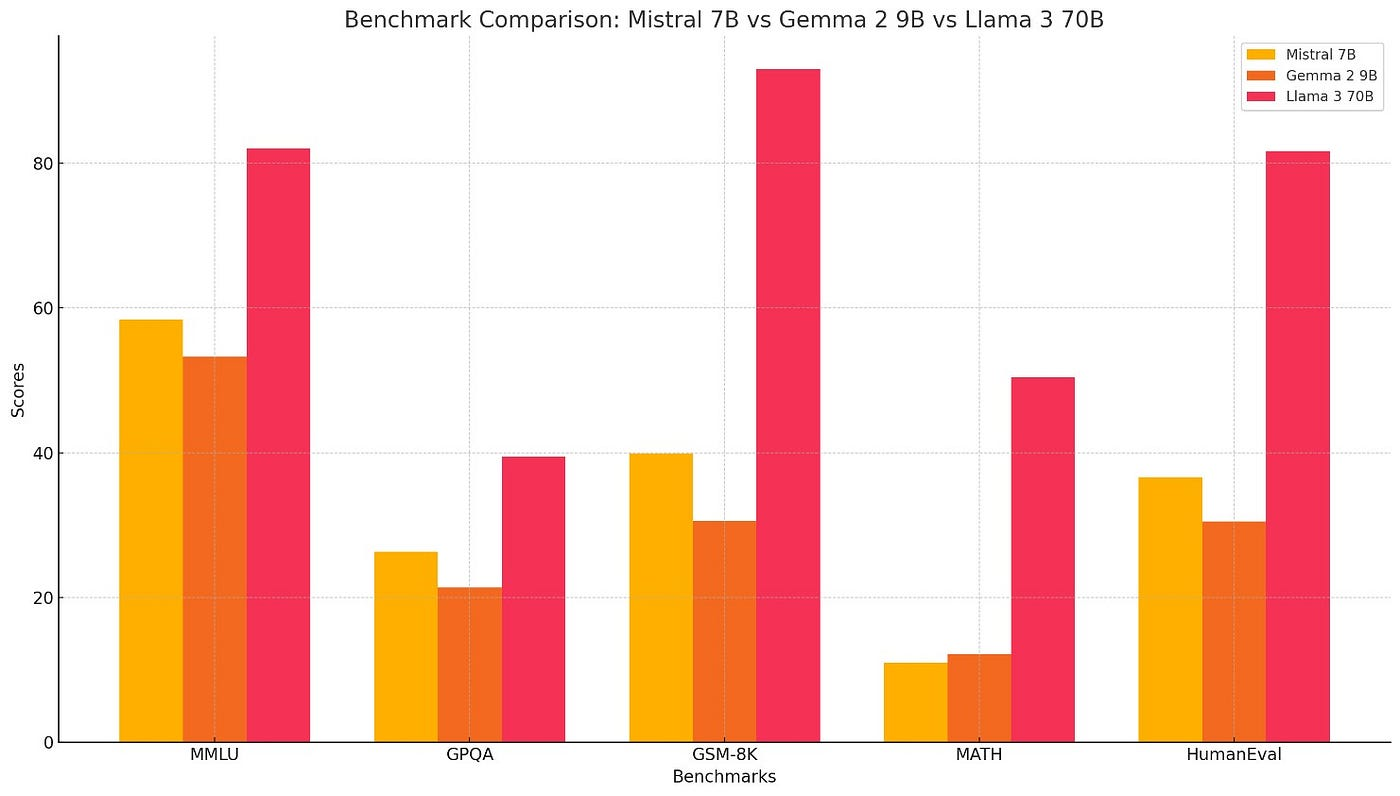 Benchmark Comparison: Mistral 7B vs Gemma 2 9B vs Llama 3 70B
Mistral 7B
Gemma 2 9B
Llama 3 70B
80
60
40
20
0
Scores
MMLU GPQA GSM-8K MATH HumanEval
Benchmarks